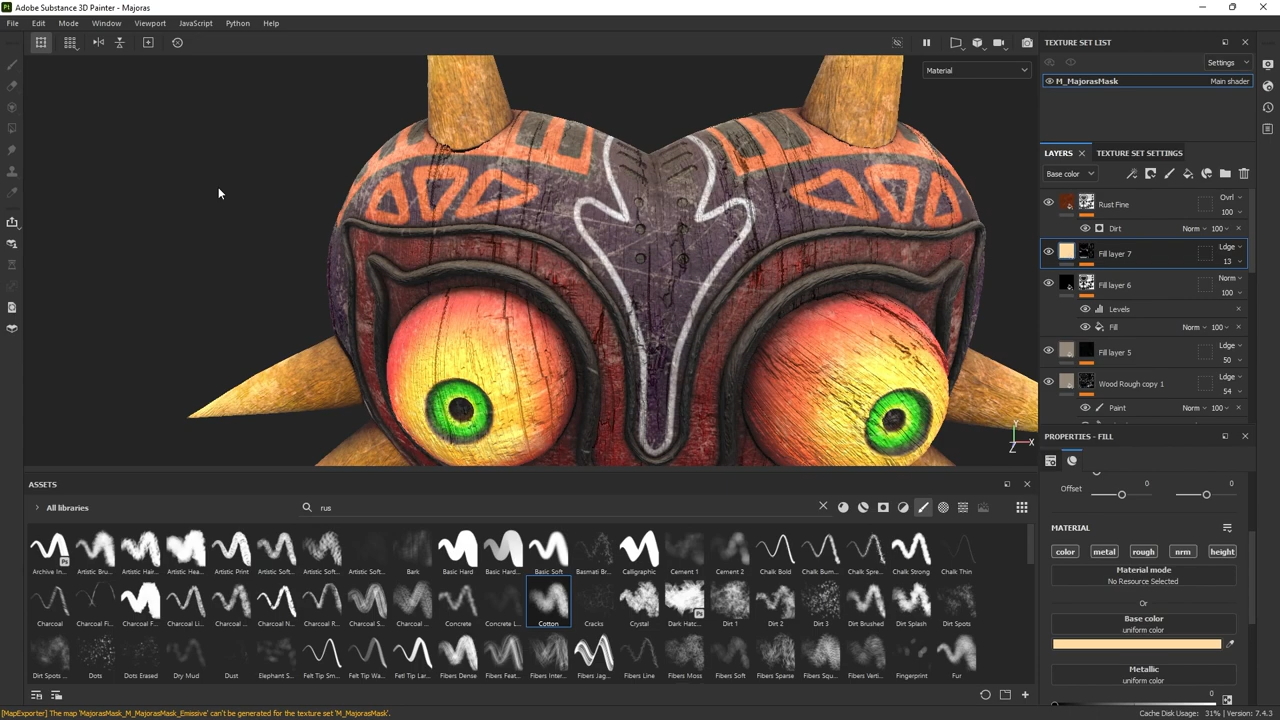 Adobe Substance 3D Painter - Majoras
File Edit Mode Window Viewport JavaScript Python Help
Material
TEXTURE SET LIST
Settings
M_MajorasMask Main shader
LAYERS TEXTURE SET SETTINGS
Base color
Rust Fine Ovrl 100
Dirt Norm 100
Fill layer 7 Ldge 13
Fill layer 6 Norm 100
Levels
Fill Norm 100
Fill layer 5 Ldge 50
Wood Rough copy 1 Ldge 54
Paint Norm 100
Y
X
Z
PROPERTIES - FILL
Offset 0 0
MATERIAL
color metal rough nrm height
Material mode
No Resource Selected
Or
Base color
uniform color
Metallic
uniform color
0
ASSETS
All libraries rus
Archive In... Artistic Bru... Artistic Hair... Artistic Hea... Artistic Print Artistic Soft... Artistic Soft... Artistic Soft... Bark Basic Hard Basic Hard... Basic Soft Basmati Br... Calligraphic Cement 1 Cement 2 Chalk Bold Chalk Bum... Chalk Spre... Chalk Strong Chalk Thin
Charcoal Charcoal Fi... Charcoal F... Charcoal Li... Charcoal ... Charcoal N... Charcoal R... Charcoal S... Charcoal ... Concrete Concrete L... Cotton Cracks Crystal Dark Hatc... Dirt 1 Dirt 2 Dirt 3 Dirt Brushed Dirt Splash Dirt Spots
Dirt Spots ... Dots Dots Erased Dry Mud Dust Elephant S... Felt Tip Sm... Felt Tip Wa... Fetl Tip Lar... Fibers Dense Fibers Feat... Fibers Inter... Fibers Jag... Fibers Line Fibers Moss Fibers Soft Fibers Sparse Fibers Squ... Fibers Verti... Fingerprint Fur
[MapExporter] The map 'MajorasMask_M_MajorasMask_Emissive' can't be generated for the texture set 'M_MajorasMask'.
Cache Disk Usage: 31% | Version: 7.4.3